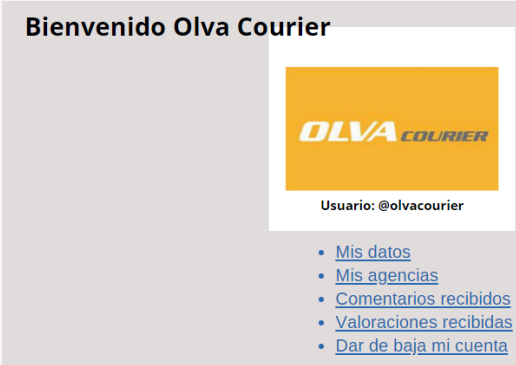 Bienvenido Olva Courier
OLVA COURIER
Usuario: @olvacourier
Mis datos
Mis agencias
Comentarios recibidos
Valoraciones recibidas
Dar de baja mi cuenta